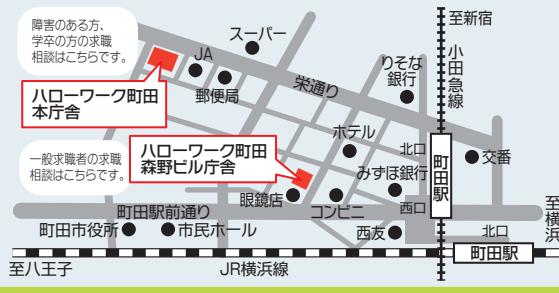 障害のある方、
学卒の方の求職
相談はこちらです。
ハローワーク町田
本庁舎
一般求職者の求職
相談はこちらです。
ハローワーク町田
森野ビル庁舎
JA
郵便局
スーパー
栄通り
りそな
銀行
至新宿
小田急線
ホテル
北口
町田駅
交番
みずほ銀行
西口
眼鏡店
コンビニ
町田駅前通り
町田市役所
市民ホール
西友
北口
至横浜
町田駅
至八王子
JR横浜線